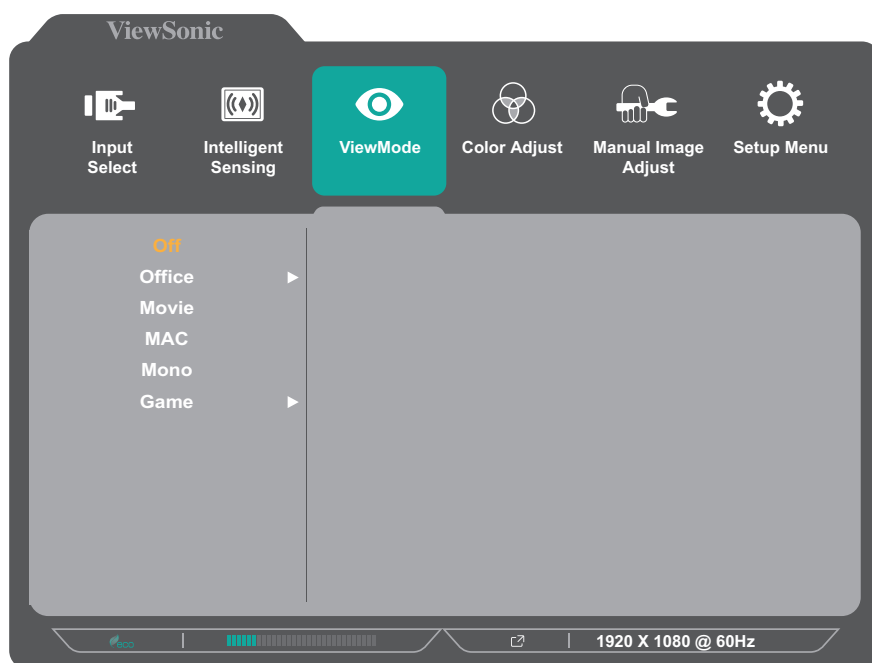 ViewSonic
Input Select
Intelligent Sensing
ViewMode
Color Adjust
Manual Image Adjust
Setup Menu
Off
Office
Movie
MAC
Mono
Game
eco
1920 X 1080 @ 60Hz